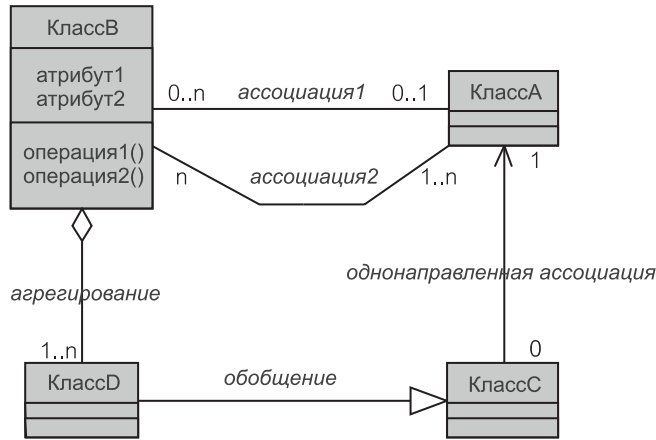 КлассB
атрибут1
атрибут2
операция1()
операция2()
0..n
ассоциация1
0..1
КлассA
n
ассоциация2
1..n
1
однонаправленная ассоциация
агрегирование
1..n
0
КлассD
обобщение
КлассC